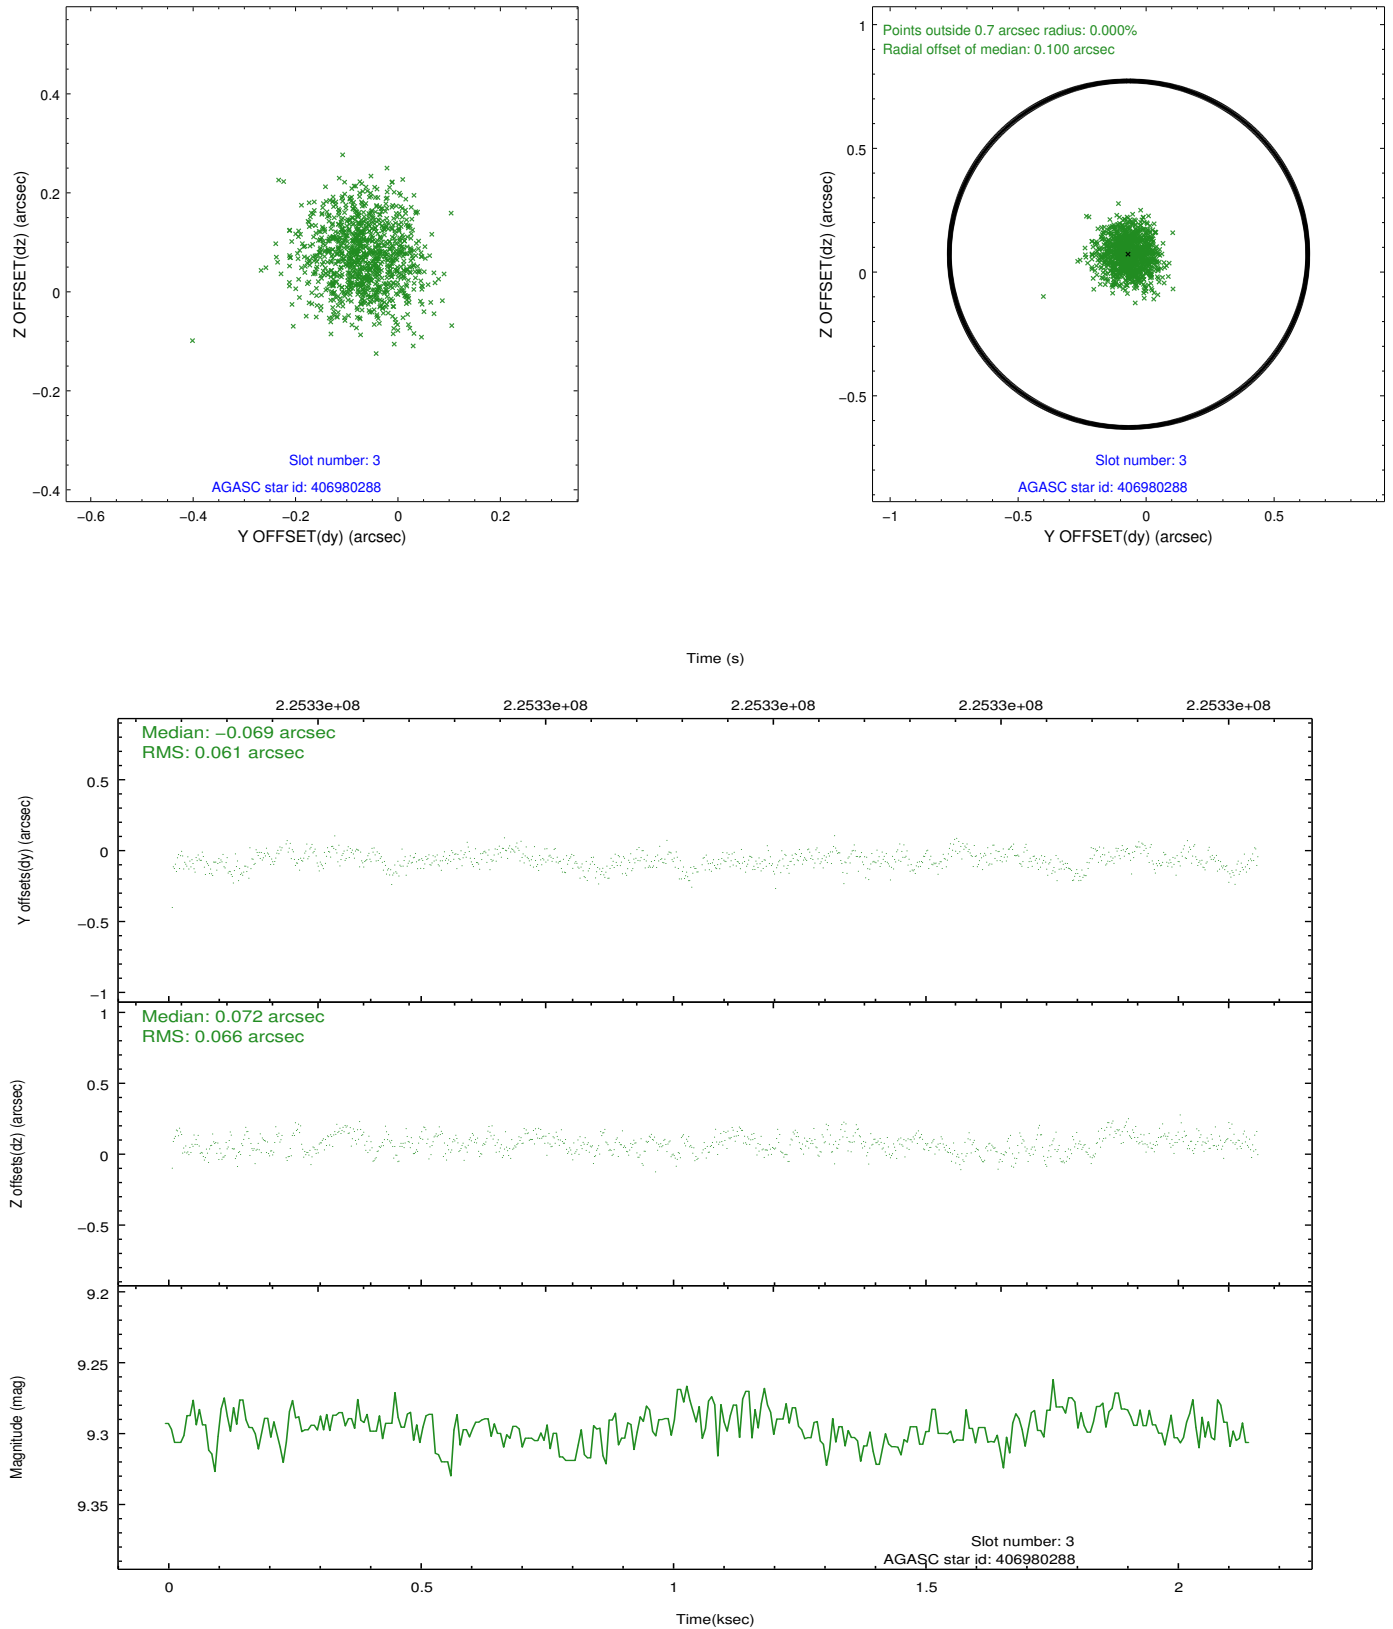 0.4
0.2
0
−0.2
−0.4
Z OFFSET(dz) (arcsec)
Slot number: 3
AGASC star id: 406980288
−0.6
−0.4
−0.2
0
0.2
Y OFFSET(dy) (arcsec)
Points outside 0.7 arcsec radius: 0.000%
Radial offset of median: 0.100 arcsec
1
0.5
0
−0.5
Z OFFSET(dz) (arcsec)
Slot number: 3
AGASC star id: 406980288
−1
−0.5
0
0.5
Y OFFSET(dy) (arcsec)
Time (s)
2.2533e+08
2.2533e+08
2.2533e+08
2.2533e+08
2.2533e+08
Median: −0.069 arcsec
RMS: 0.061 arcsec
0.5
0
−0.5
−1
Y offsets(dy) (arcsec)
Median: 0.072 arcsec
RMS: 0.066 arcsec
1
0.5
0
−0.5
Z offsets(dz) (arcsec)
9.2
9.25
9.3
9.35
Magnitude (mag)
Slot number: 3
AGASC star id: 406980288
0
0.5
1
1.5
2
Time(ksec)